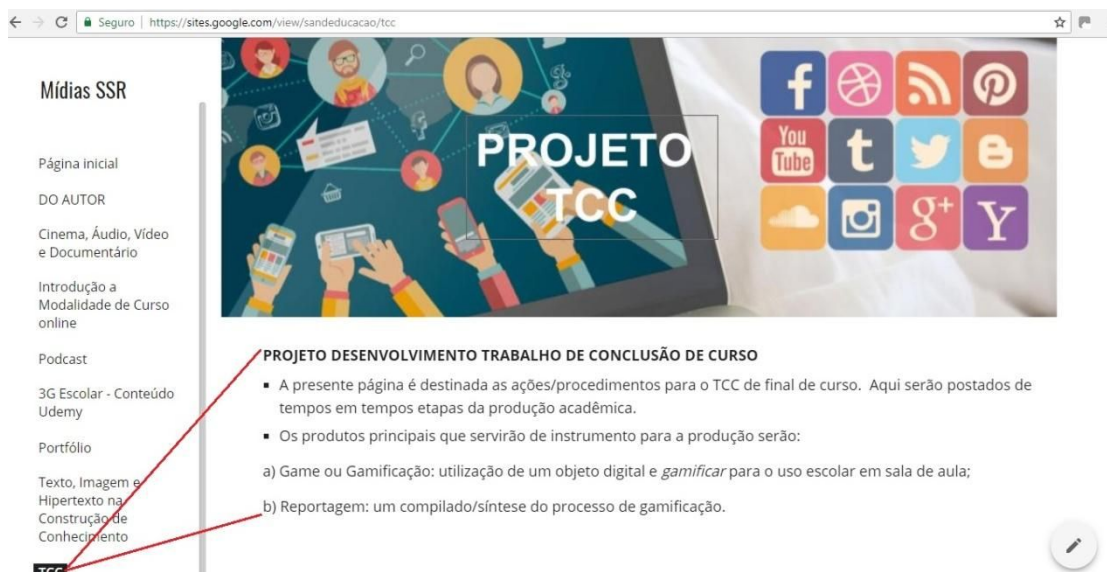 Seguro | https://sites.google.com/view/sandeducacao/tcc
Mídias SSR
Página inicial
DO AUTOR
Cinema, Áudio, Vídeo
e Documentário
Introdução a
Modalidade de Curso
online
Podcast
3G Escolar - Conteúdo
Udemy
Portfólio
Texto, Imagem e
Hipertexto na
Construção de
Conhecimento
TCC
PROJETO
TCC
f
You
Tube
t
B
g+
Y
PROJETO DESENVOLVIMENTO TRABALHO DE CONCLUSÃO DE CURSO
▪ A presente página é destinada as ações/procedimentos para o TCC de final de curso. Aqui serão postados de
tempos em tempos etapas da produção acadêmica.
▪ Os produtos principais que servirão de instrumento para a produção serão:
a) Game ou Gamificação: utilização de um objeto digital e gamificar para o uso escolar em sala de aula;
b) Reportagem: um compilado/síntese do processo de gamificação.